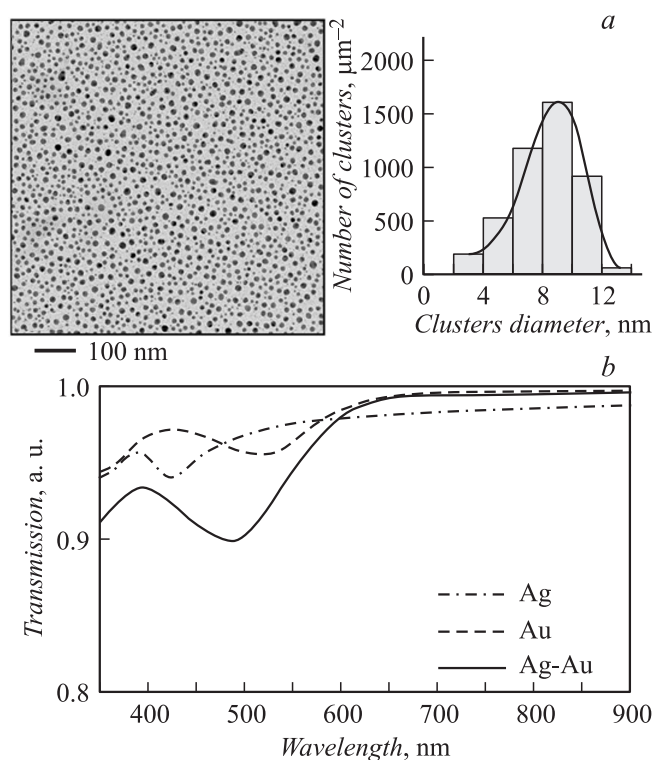 a
Number of clusters, μm⁻²
2000
1500
1000
500
0
0 4 8 12
Clusters diameter, nm
100 nm
b
Transmission, a. u.
1.0
0.9
0.8
Ag
Au
Ag-Au
400 500 600 700 800 900
Wavelength, nm